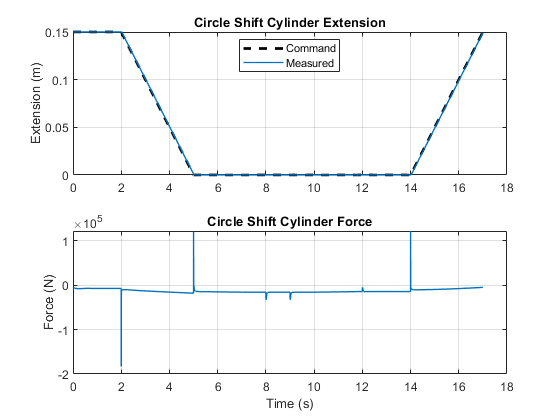 Circle Shift Cylinder Extension
0.15
0.1
0.05
0
Extension (m)
Command
Measured
0 2 4 6 8 10 12 14 16 18
Circle Shift Cylinder Force
×10⁵
1
0
-1
-2
Force (N)
0 2 4 6 8 10 12 14 16 18
Time (s)